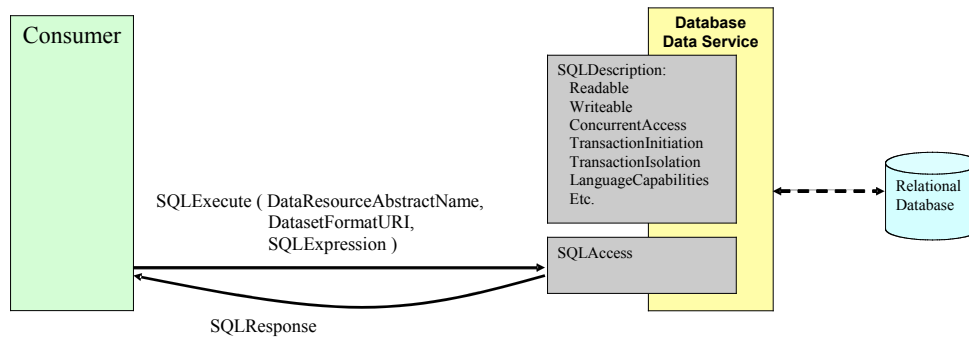 Consumer
Database
Data Service
SQLDescription:
Readable
Writeable
ConcurrentAccess
TransactionInitiation
TransactionIsolation
LanguageCapabilities
Etc.
Relational
Database
SQLExecute ( DataResourceAbstractName,
DatasetFormatURI,
SQLExpression )
SQLAccess
SQLResponse